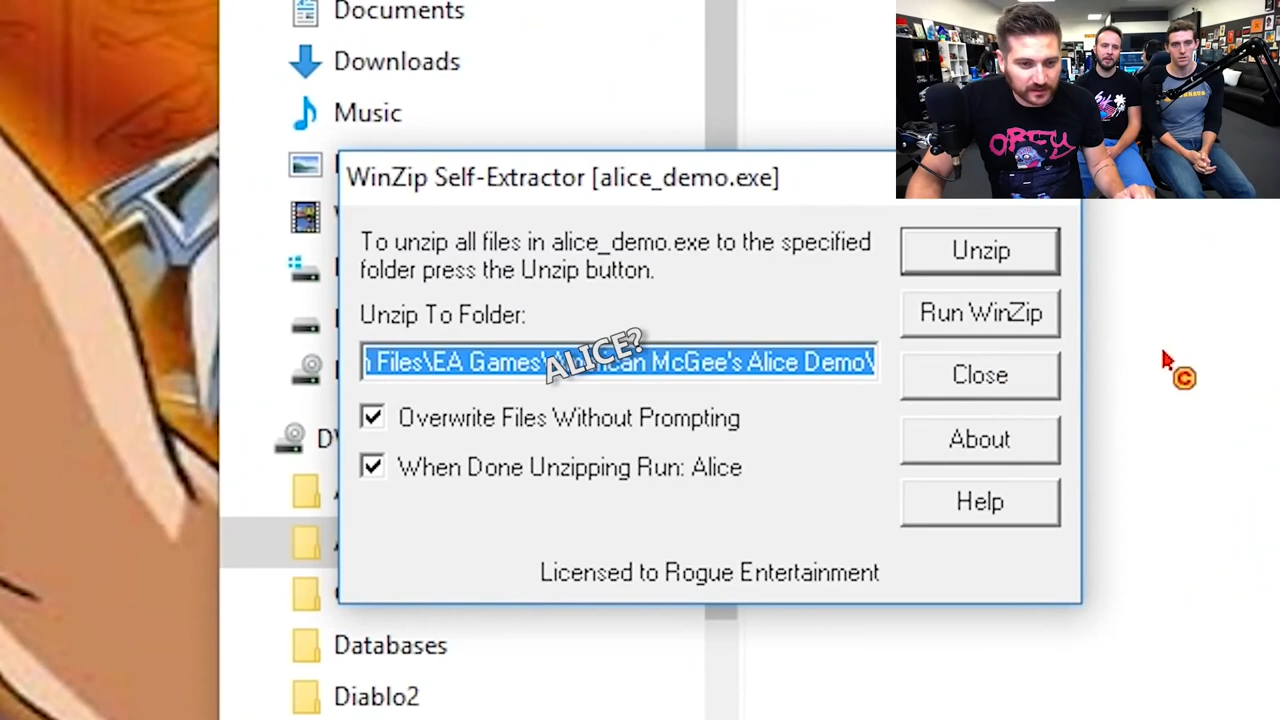 Documents
Downloads
Music
WinZip Self-Extractor [alice_demo.exe]
To unzip all files in alice_demo.exe to the specified
folder press the Unzip button.
Unzip To Folder:
Files\EA Games\ McGee's Alice Demo\
ALICE?
Overwrite Files Without Prompting
When Done Unzipping Run: Alice
Licensed to Rogue Entertainment
Unzip
Run WinZip
Close
About
Help
Databases
Diablo2
OBEY
C